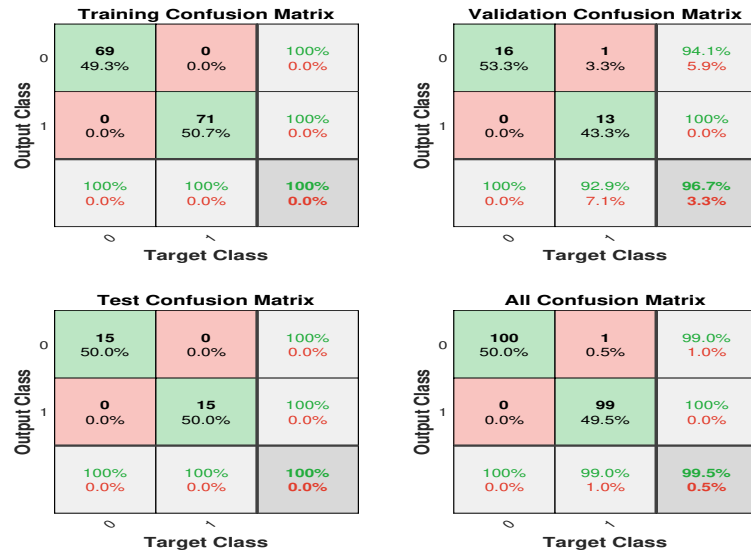 Training Confusion Matrix
0 69 0 100%
49.3% 0.0% 0.0%
1 0 71 100%
0.0% 50.7% 0.0%
100% 100% 100%
0.0% 0.0% 0.0%
0 1
Output Class
Target Class
Validation Confusion Matrix
0 16 1 94.1%
53.3% 3.3% 5.9%
1 0 13 100%
0.0% 43.3% 0.0%
100% 92.9% 96.7%
0.0% 7.1% 3.3%
0 1
Output Class
Target Class
Test Confusion Matrix
0 15 0 100%
50.0% 0.0% 0.0%
1 0 15 100%
0.0% 50.0% 0.0%
100% 100% 100%
0.0% 0.0% 0.0%
0 1
Output Class
Target Class
All Confusion Matrix
0 100 1 99.0%
50.0% 0.5% 1.0%
1 0 99 100%
0.0% 49.5% 0.0%
100% 99.0% 99.5%
0.0% 1.0% 0.5%
0 1
Output Class
Target Class